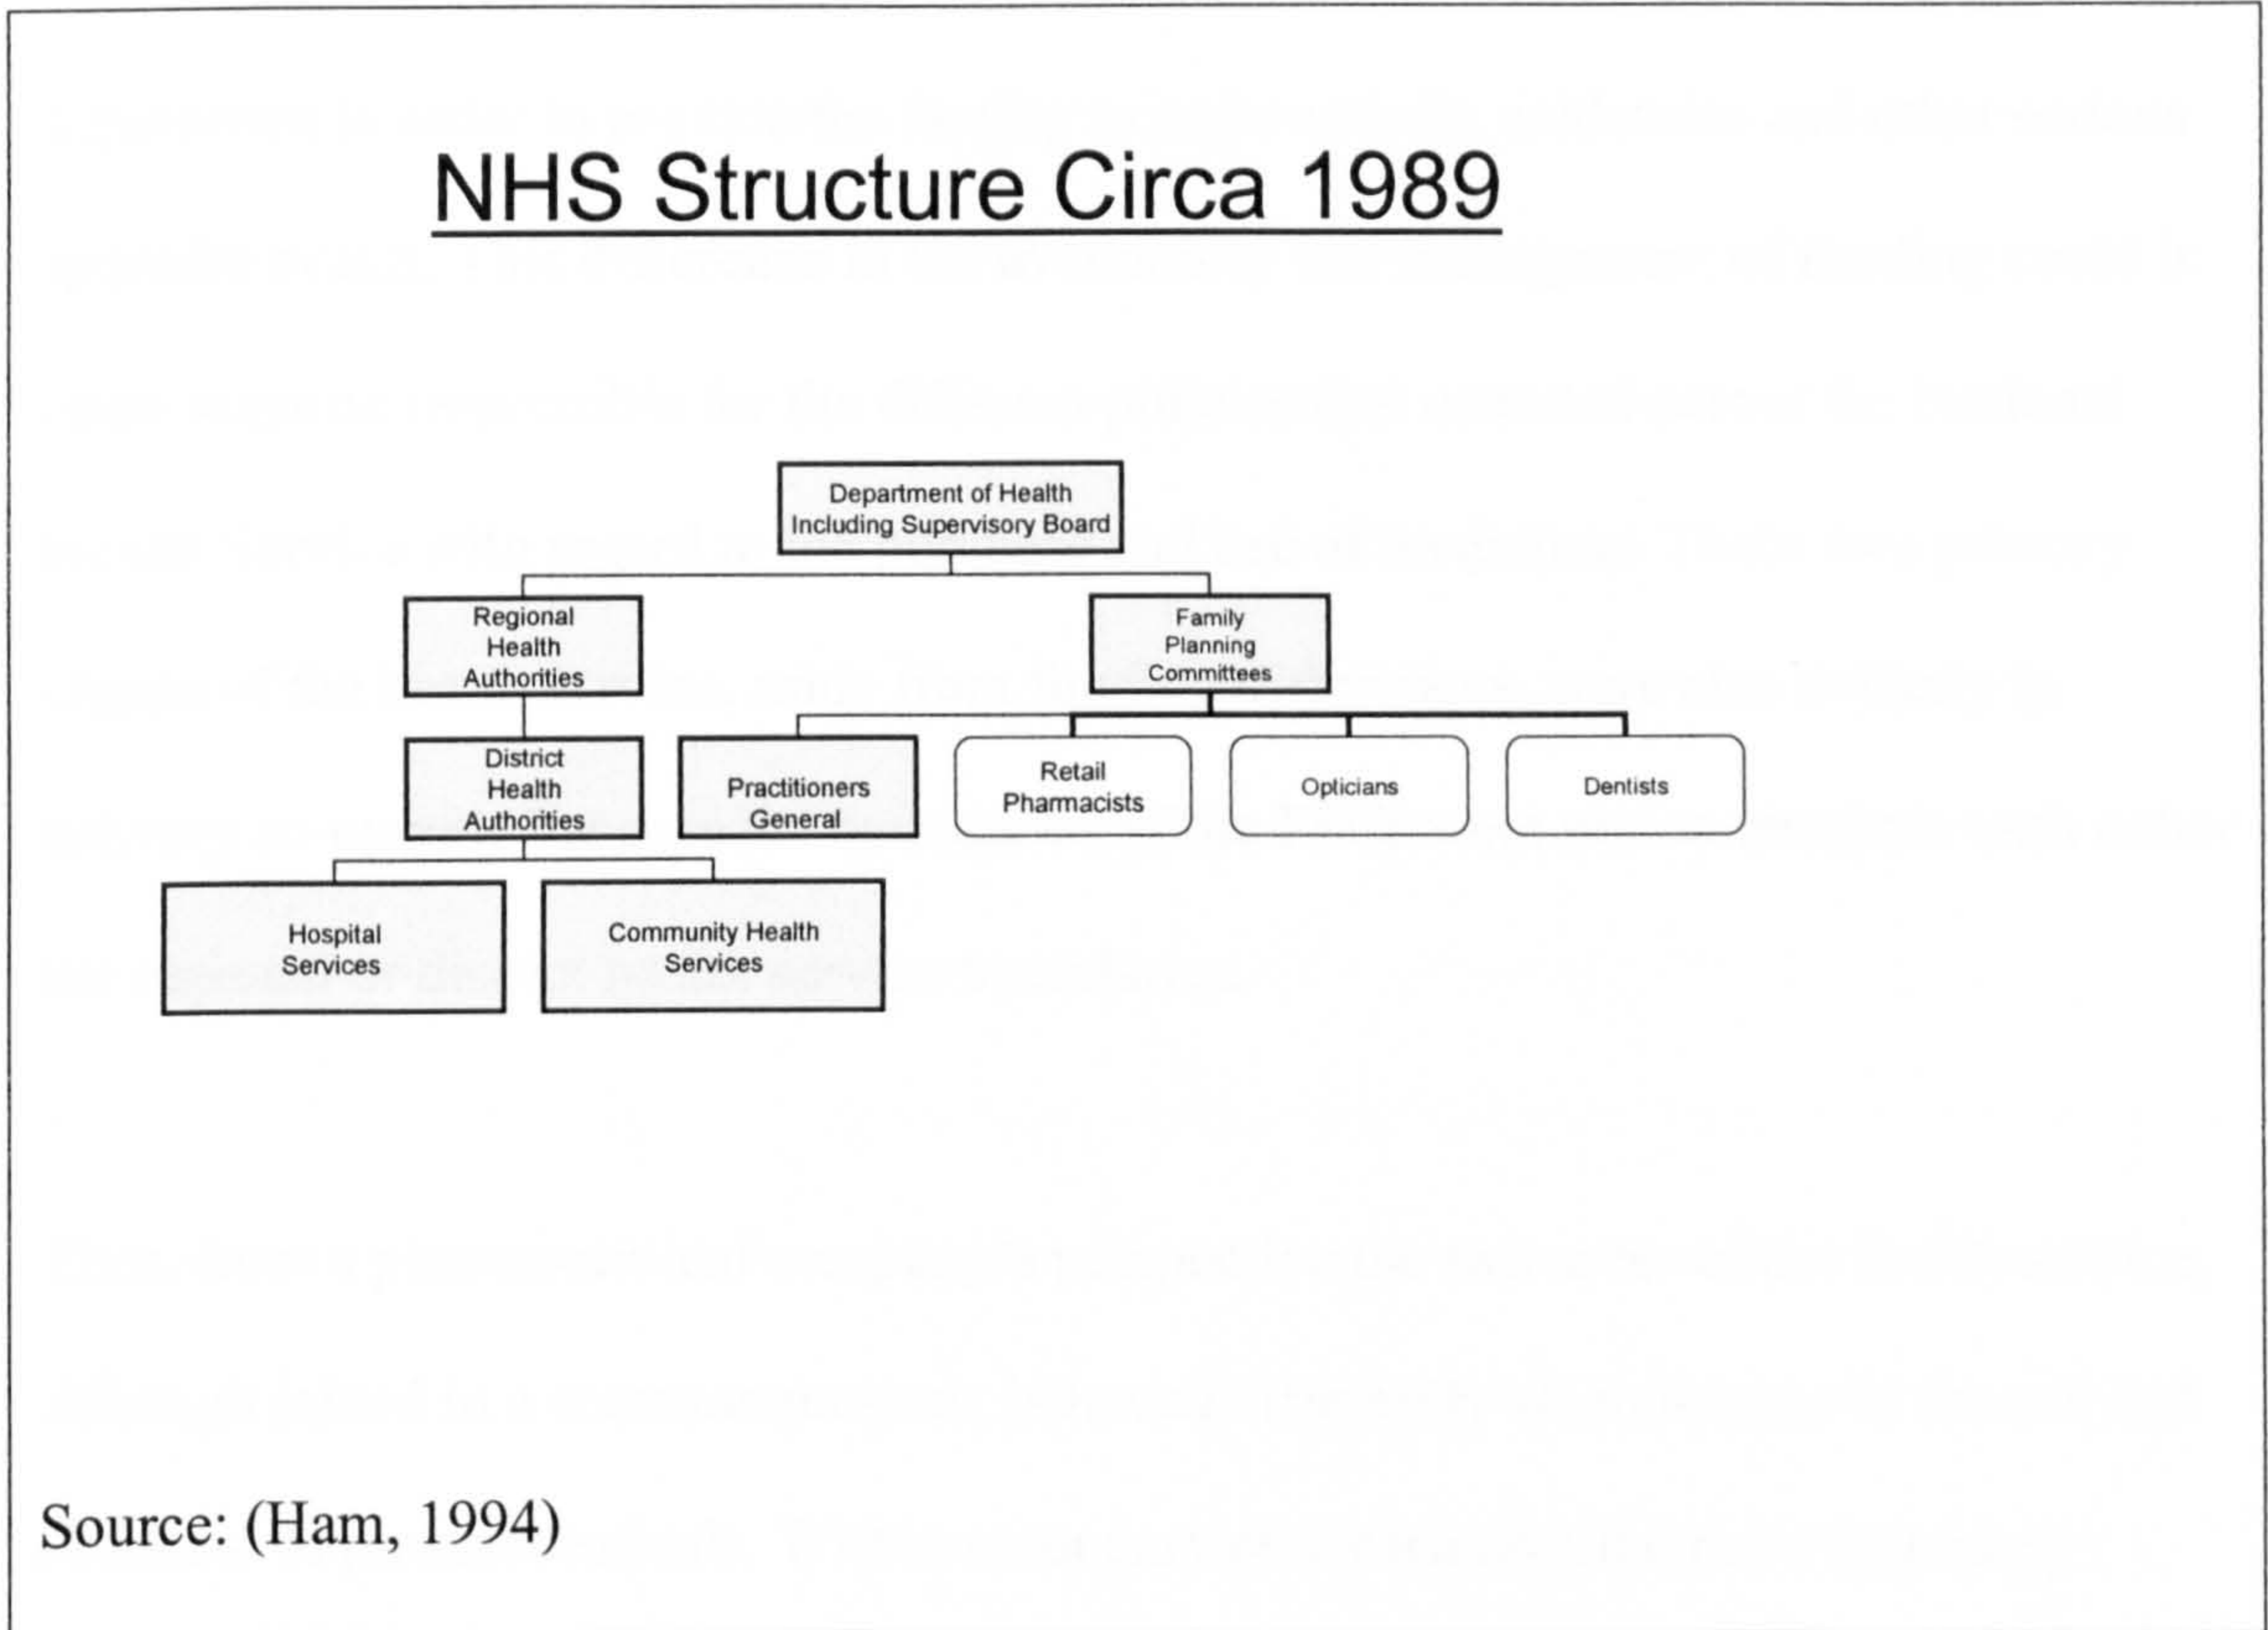 NHS Structure Circa 1989
Department of Health
Including Supervisory Board
Regional
Health
Authorities
Family
Planning
Committees
District
Health
Authorities
Practitioners
General
Retail
Pharmacists
Opticians
Dentists
Hospital
Services
Community Health
Services
Source: (Ham, 1994)